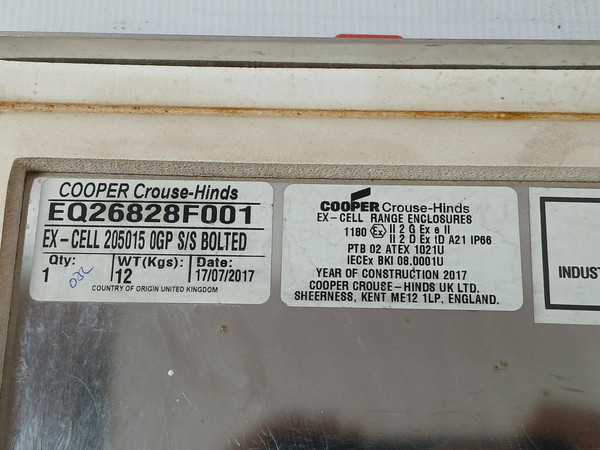 COOPER Crouse-Hinds
EQ26828F001
EX-CELL 205015 0GP S/S BOLTED
Qty: WT(Kgs): Date:
1 12 17/07/2017
COUNTRY OF ORIGIN UNITED KINGDOM
COOPER Crouse-Hinds
EX-CELL RANGE ENCLOSURES
1180 Ex II 2 G Ex e II
II 2 D Ex tD A21 IP66
PTB 02 ATEX 1021U
IECEx BKI 08.0001U
YEAR OF CONSTRUCTION 2017
COOPER CROUSE-HINDS UK LTD.
SHEERNESS, KENT ME12 1LP, ENGLAND.